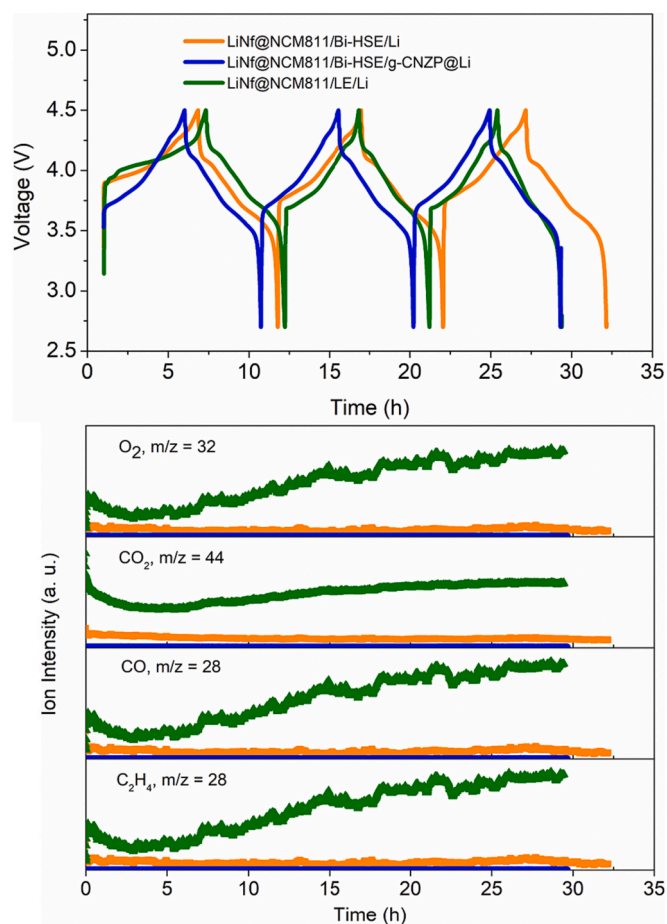 LiNf@NCM811/Bi-HSE/Li
LiNf@NCM811/Bi-HSE/g-CNZP@Li
LiNf@NCM811/LE/Li
Voltage (V)
5.0
4.5
4.0
3.5
3.0
2.5
0 5 10 15 20 25 30 35
Time (h)
O₂, m/z = 32
CO₂, m/z = 44
CO, m/z = 28
C₂H₄, m/z = 28
Ion Intensity (a. u.)
0 5 10 15 20 25 30 35
Time (h)